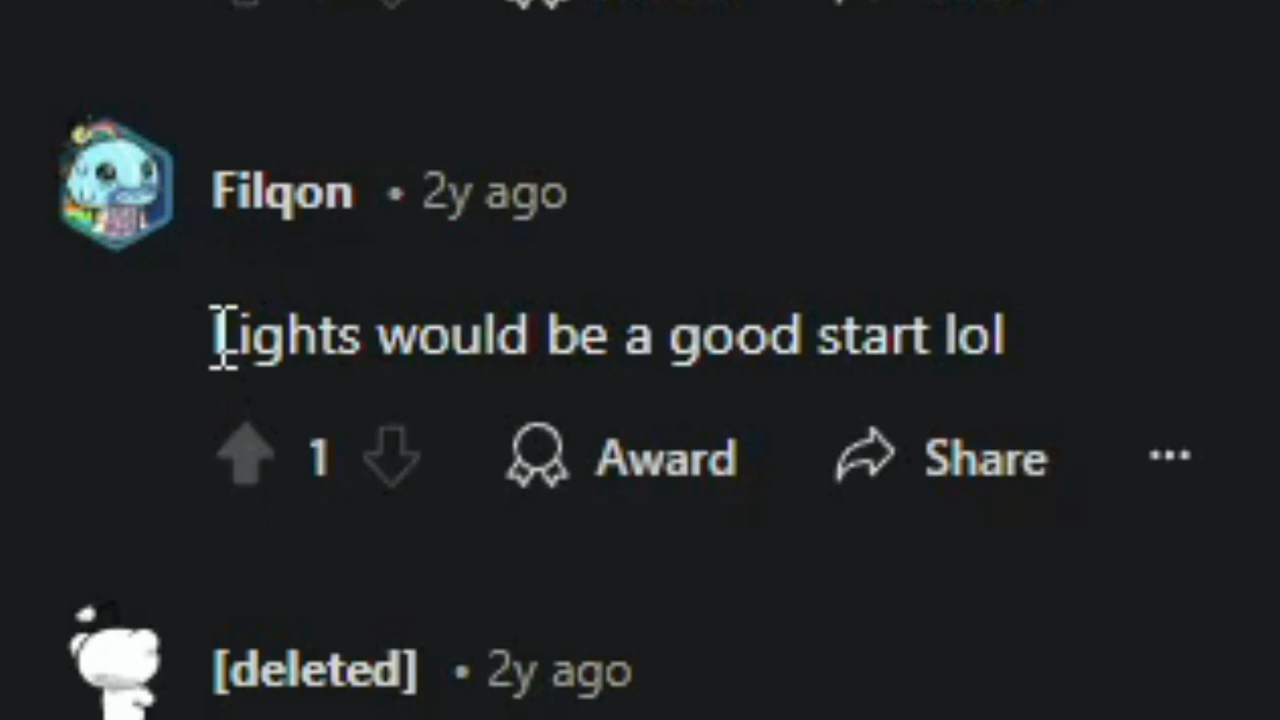 Filqon • 2y ago
Lights would be a good start lol
1 Award Share ...
[deleted] • 2y ago